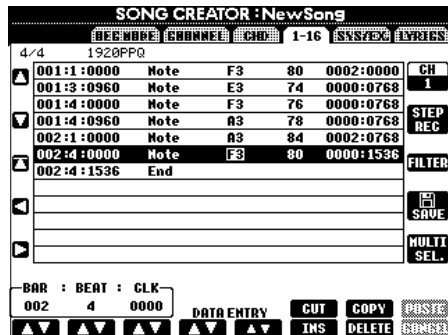 SONG CREATOR : NewSong
REC MODE CHANNEL CHD 1-16 SYS/EX. LYRICS
4/4 1920PPQ
001:1:0000 Note F3 80 0002:0000
001:3:0960 Note E3 74 0000:0768
001:4:0000 Note F3 76 0000:0768
001:4:0960 Note A3 78 0000:0768
002:1:0000 Note A3 84 0002:0768
002:4:0000 Note F3 80 0000:1536
002:4:1536 End
CH
1
STEP
REC
FILTER
SAVE
MULTI
SEL.
BAR : BEAT : CLK
002 4 0000
DATA ENTRY
CUT COPY PASTE
INS DELETE